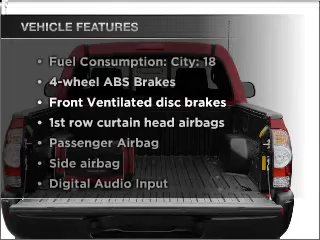 VEHICLE FEATURES
• Fuel Consumption: City: 18
• 4-wheel ABS Brakes
• Front Ventilated disc brakes
• 1st row curtain head airbags
• Passenger Airbag
• Side airbag
• Digital Audio Input